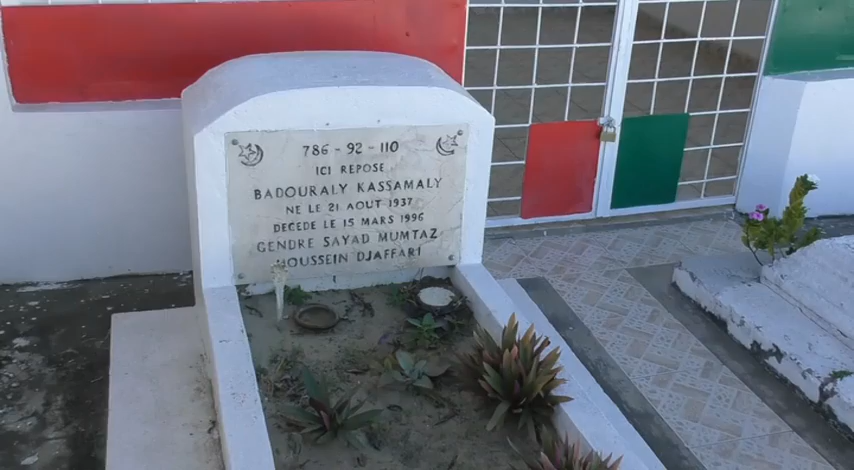 786 - 92 - 110
ICI REPOSE
BADOURALY KASSAMALY
NE LE 21 AOUT 1937
DECEDE LE 15 MARS 1996
GENDRE SAYAD MUMTAZ
HOUSSEIN DJAFFARI